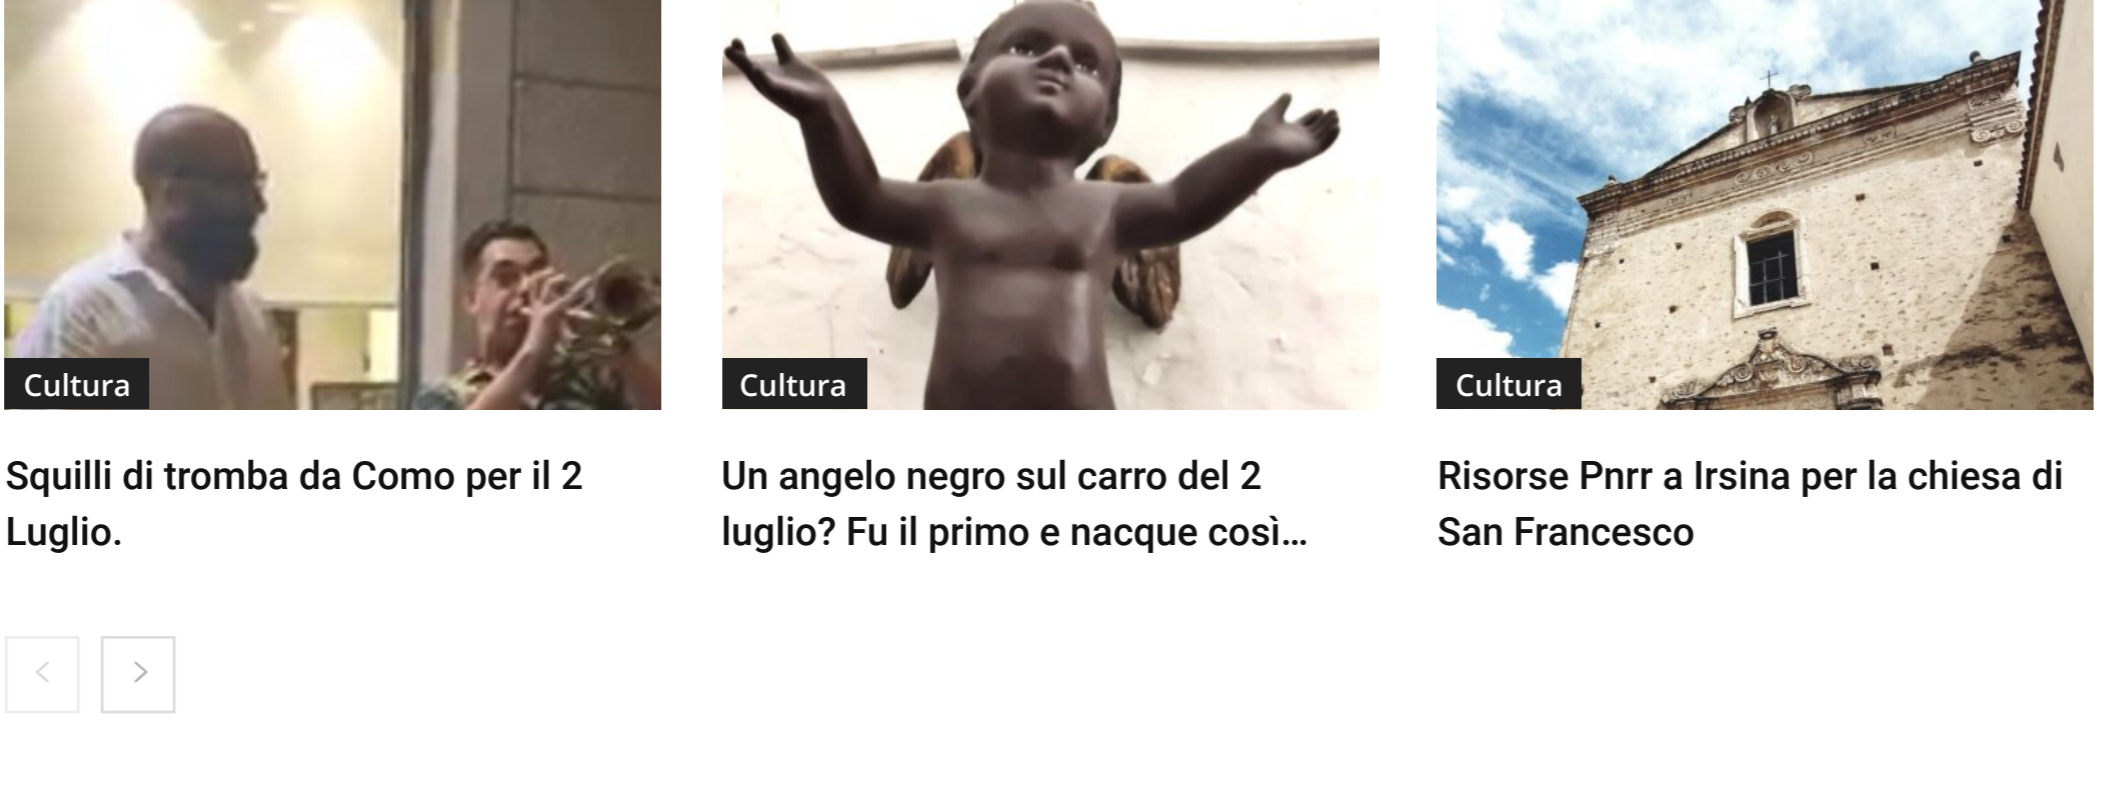 Cultura
Squilli di tromba da Como per il 2
Luglio.
Cultura
Un angelo negro sul carro del 2
luglio? Fu il primo e nacque così...
Cultura
Risorse Pnrr a Irsina per la chiesa di
San Francesco